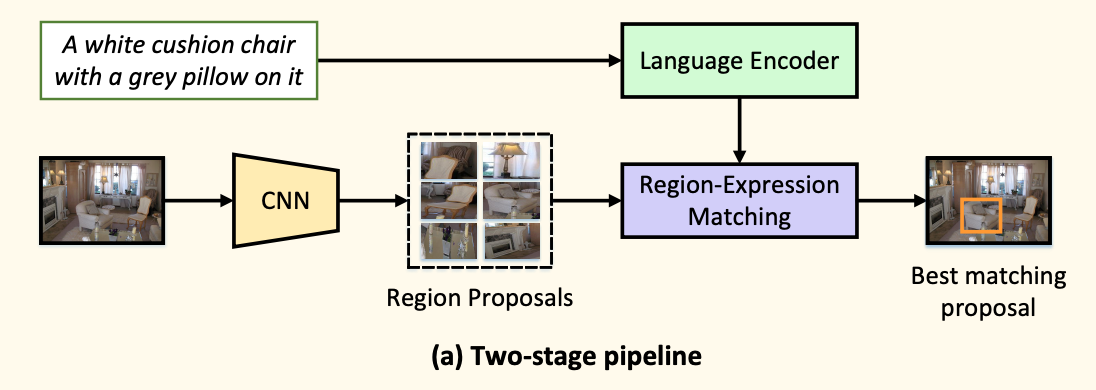 A white cushion chair
with a grey pillow on it
Language Encoder
CNN
Region Proposals
Region-Expression
Matching
Best matching
proposal
(a) Two-stage pipeline